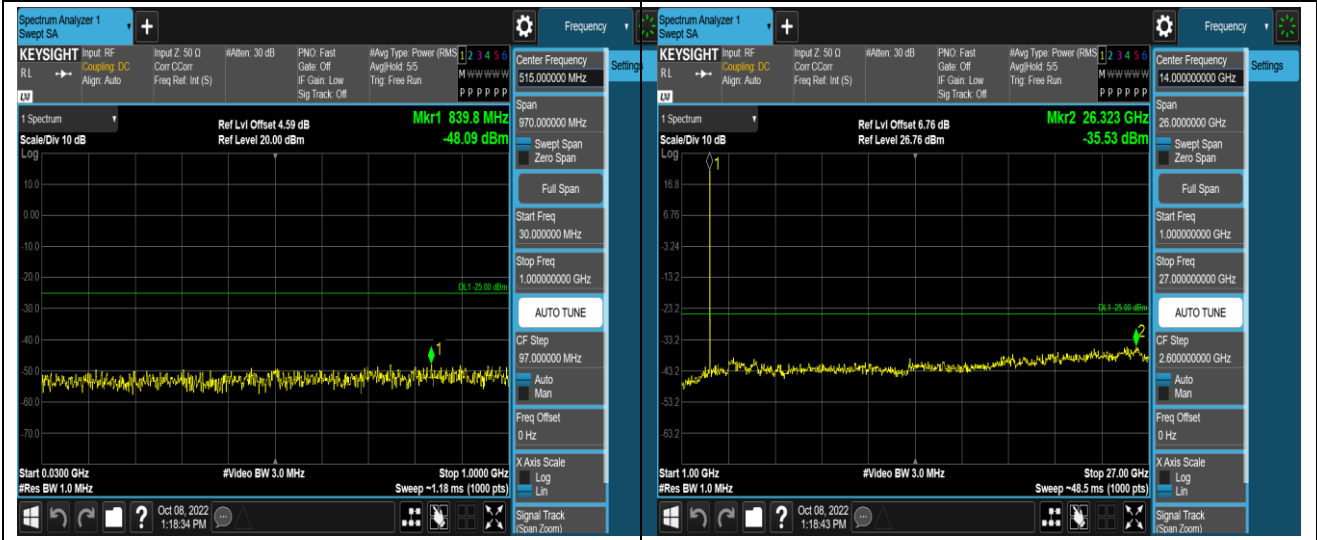 Spectrum Analyzer 1
Swept SA
+
Frequency
KEYSIGHT
RL
LXI
Input: RF
Coupling: DC
Align: Auto
Input Z: 50 Ω
Corr CCorr
Freq Ref: Int (S)
#Atten: 30 dB
PNO: Fast
Gate: Off
IF Gain: Low
Sig Track: Off
#Avg Type: Power (RMS
Avg|Hold: 5/5
Trig: Free Run
1 2 3 4 5 6
M W W W W W
P P P P P P
Center Frequency
515.000000 MHz
Settings
1 Spectrum
Scale/Div 10 dB
Log
Ref Lvl Offset 4.59 dB
Ref Level 20.00 dBm
Mkr1 839.8 MHz
-48.09 dBm
10.0
0.00
-10.0
-20.0
-30.0
-40.0
-50.0
-60.0
-70.0
DL1 -25.00 dBm
1
Start 0.0300 GHz
#Res BW 1.0 MHz
#Video BW 3.0 MHz
Stop 1.0000 GHz
Sweep ~1.18 ms (1000 pts)
Span
970.000000 MHz
Swept Span
Zero Span
Full Span
Start Freq
30.000000 MHz
Stop Freq
1.000000000 GHz
AUTO TUNE
CF Step
97.000000 MHz
Auto
Man
Freq Offset
0 Hz
X Axis Scale
Log
Lin
Signal Track
(Span Zoom)
?
Oct 08, 2022
1:18:34 PM
Spectrum Analyzer 1
Swept SA
+
Frequency
KEYSIGHT
RL
LXI
Input: RF
Coupling: DC
Align: Auto
Input Z: 50 Ω
Corr CCorr
Freq Ref: Int (S)
#Atten: 30 dB
PNO: Fast
Gate: Off
IF Gain: Low
Sig Track: Off
#Avg Type: Power (RMS
Avg|Hold: 5/5
Trig: Free Run
1 2 3 4 5 6
M W W W W W
P P P P P P
Center Frequency
14.000000000 GHz
Settings
1 Spectrum
Scale/Div 10 dB
Log
Ref Lvl Offset 6.76 dB
Ref Level 26.76 dBm
Mkr2 26.323 GHz
-35.53 dBm
16.8
6.76
-3.24
-13.2
-23.2
-33.2
-43.2
-53.2
-63.2
1
DL1 -25.00 dBm
2
Start 1.00 GHz
#Res BW 1.0 MHz
#Video BW 3.0 MHz
Stop 27.00 GHz
Sweep ~48.5 ms (1000 pts)
Span
26.0000000 GHz
Swept Span
Zero Span
Full Span
Start Freq
1.000000000 GHz
Stop Freq
27.000000000 GHz
AUTO TUNE
CF Step
2.600000000 GHz
Auto
Man
Freq Offset
0 Hz
X Axis Scale
Log
Lin
Signal Track
(Span Zoom)
?
Oct 08, 2022
1:18:43 PM